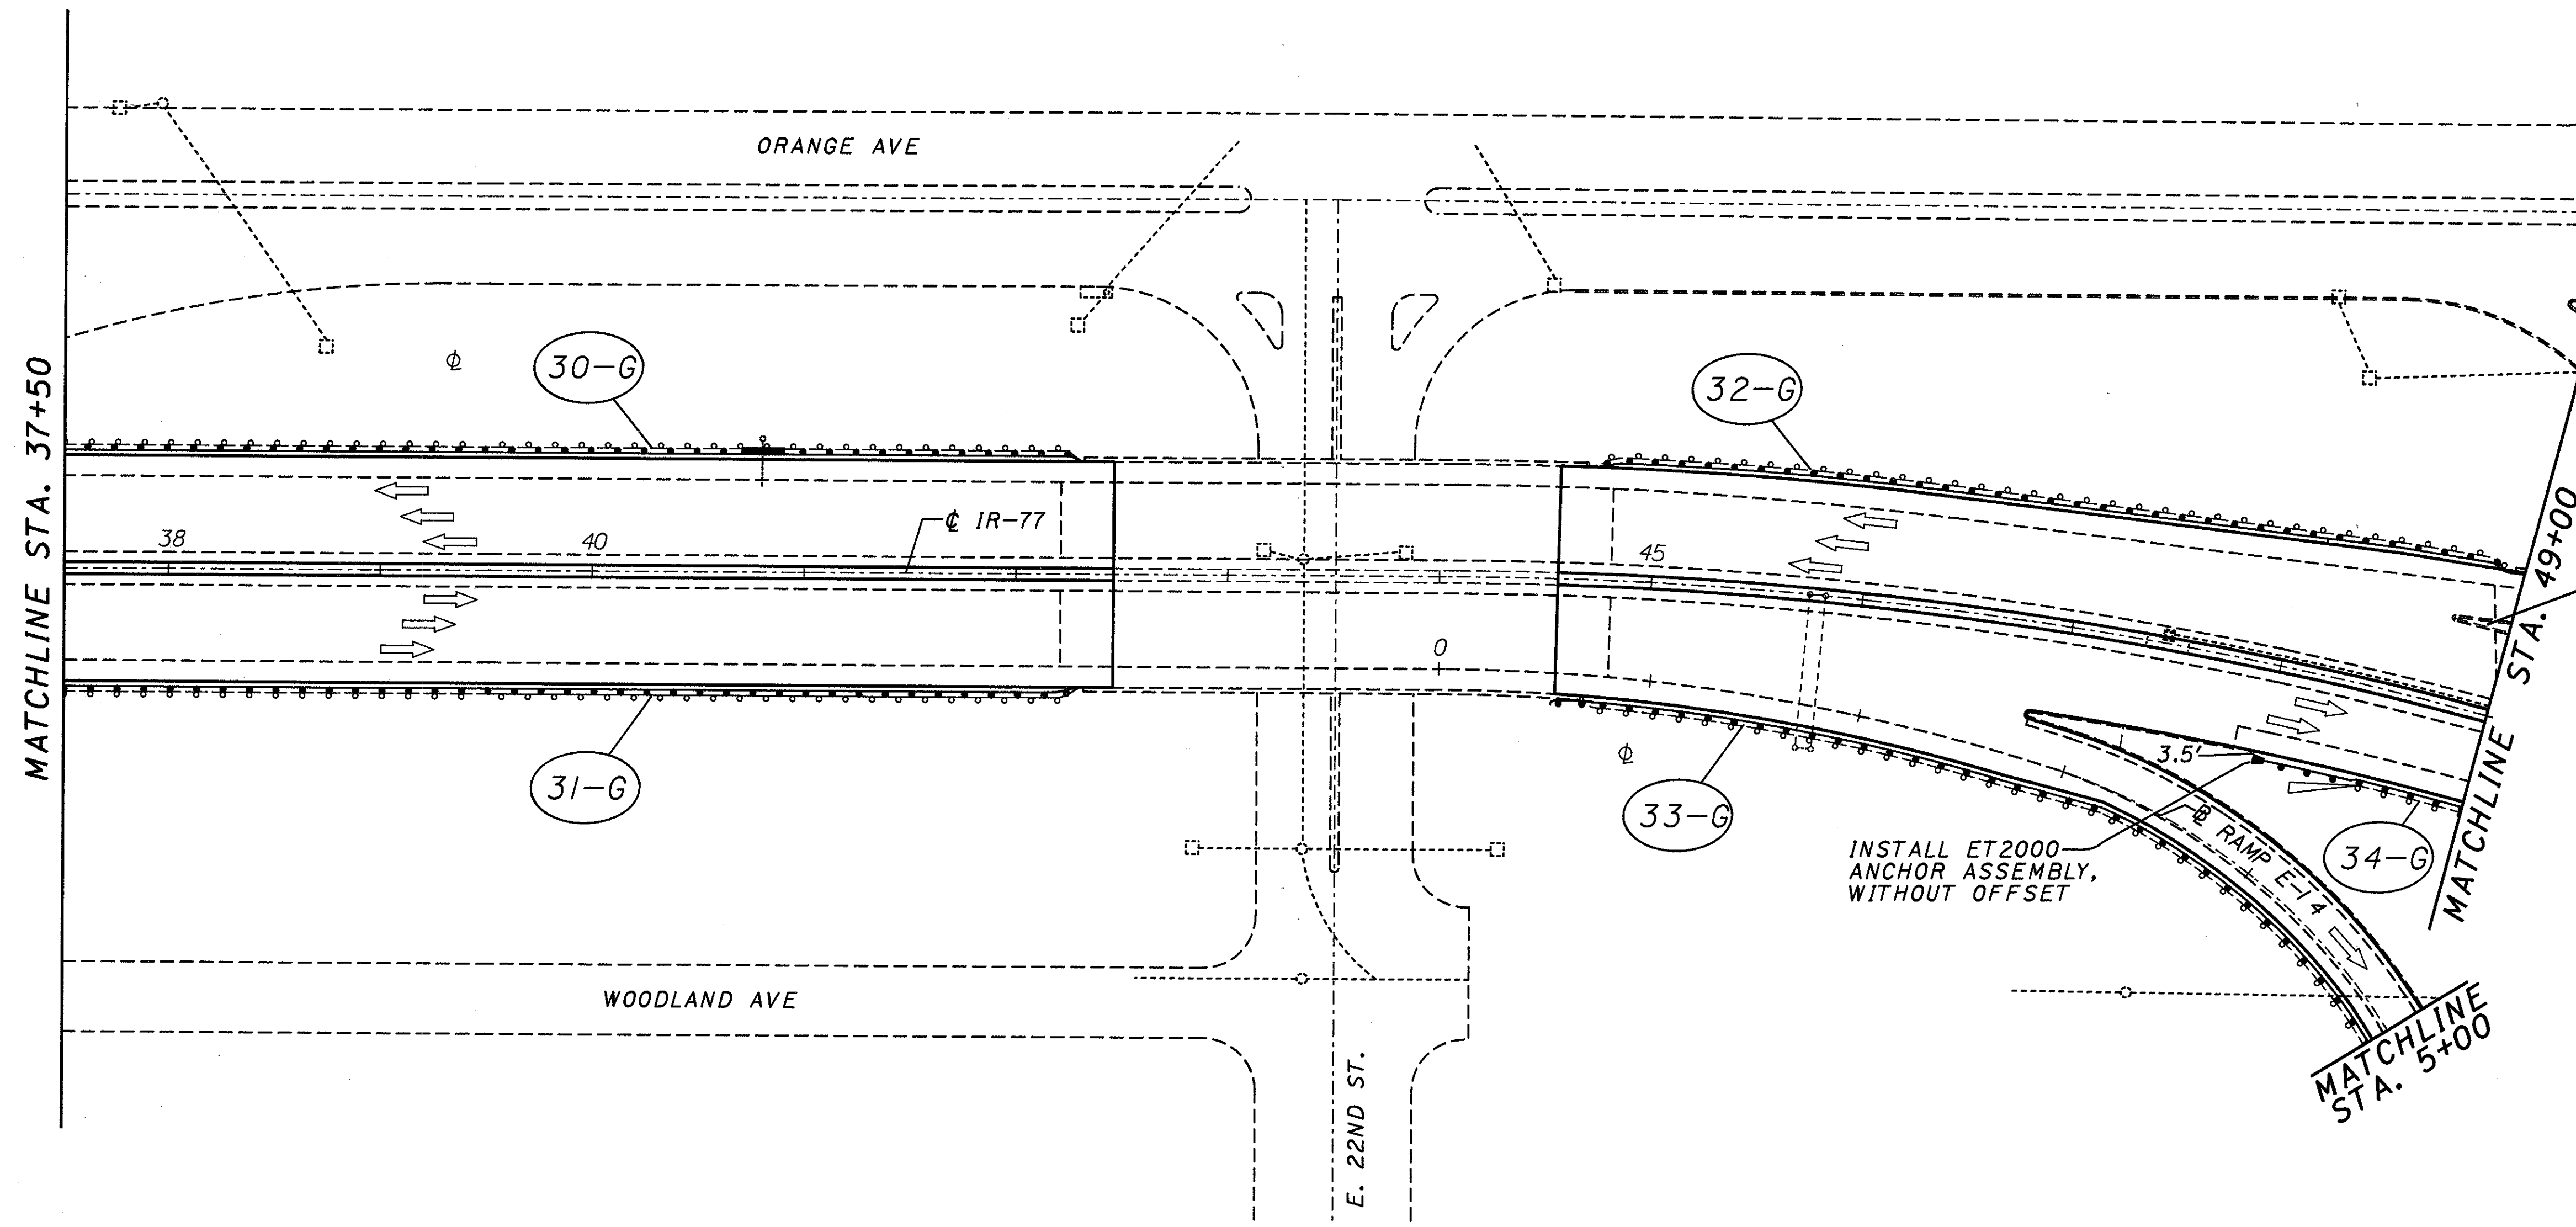 ORANGE AVE
MATCHLINE STA. 37+50
30-G
32-G
38
40
℄ IR-77
45
0
31-G
33-G
3.5'
34-G
INSTALL ET2000
ANCHOR ASSEMBLY,
WITHOUT OFFSET
RAMP E-14
MATCHLINE STA. 49+00
WOODLAND AVE
E. 22ND ST.
MATCHLINE
STA. 5+00